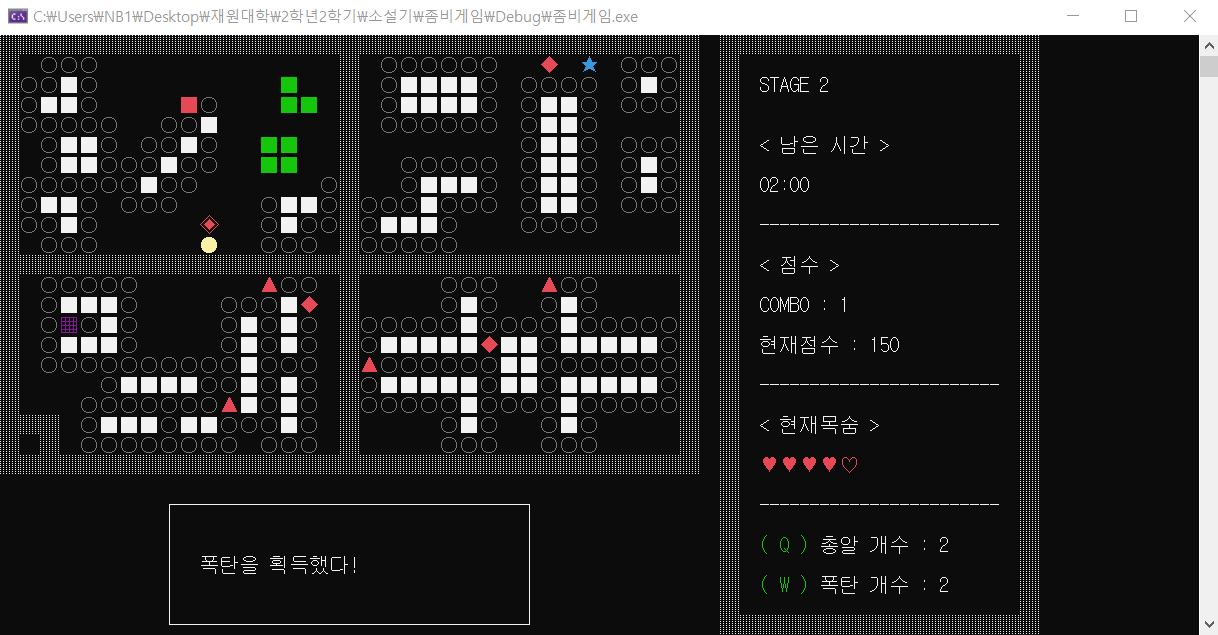 C:₩Users₩NB1₩Desktop₩재원대학₩2학년2학기₩소설기₩좀비게임₩Debug₩좀비게임.exe
STAGE 2
< 남은 시간 >
02:00
< 점수 >
COMBO : 1
현재점수 : 150
< 현재목숨 >
♥♥♥♥♡
( Q ) 총알 개수 : 2
( W ) 폭탄 개수 : 2
폭탄을 획득했다!